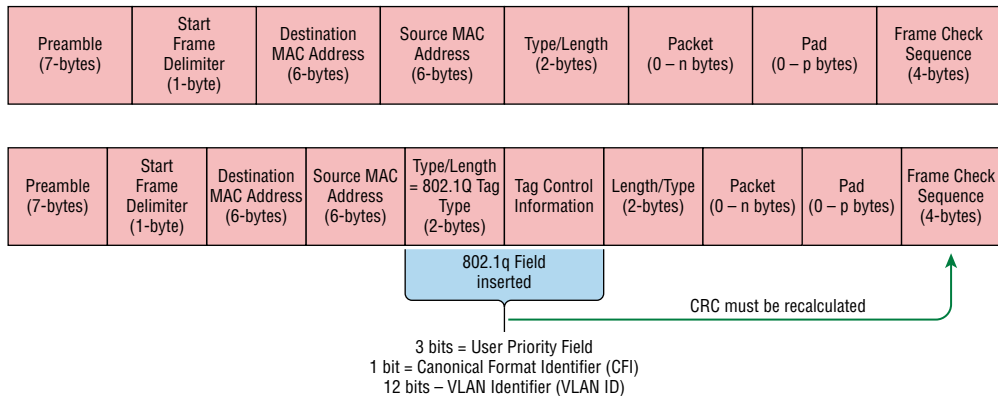 Preamble
(7-bytes)
Start
Frame
Delimiter
(1-byte)
Destination
MAC Address
(6-bytes)
Source MAC
Address
(6-bytes)
Type/Length
(2-bytes)
Packet
(0 – n bytes)
Pad
(0 – p bytes)
Frame Check
Sequence
(4-bytes)
Preamble
(7-bytes)
Start
Frame
Delimiter
(1-byte)
Destination
MAC Address
(6-bytes)
Source MAC
Address
(6-bytes)
Type/Length
= 802.1Q Tag
Type
(2-bytes)
Tag Control
Information
Length/Type
(2-bytes)
Packet
(0 – n bytes)
Pad
(0 – p bytes)
Frame Check
Sequence
(4-bytes)
802.1q Field
inserted
CRC must be recalculated
3 bits = User Priority Field
1 bit = Canonical Format Identifier (CFI)
12 bits – VLAN Identifier (VLAN ID)